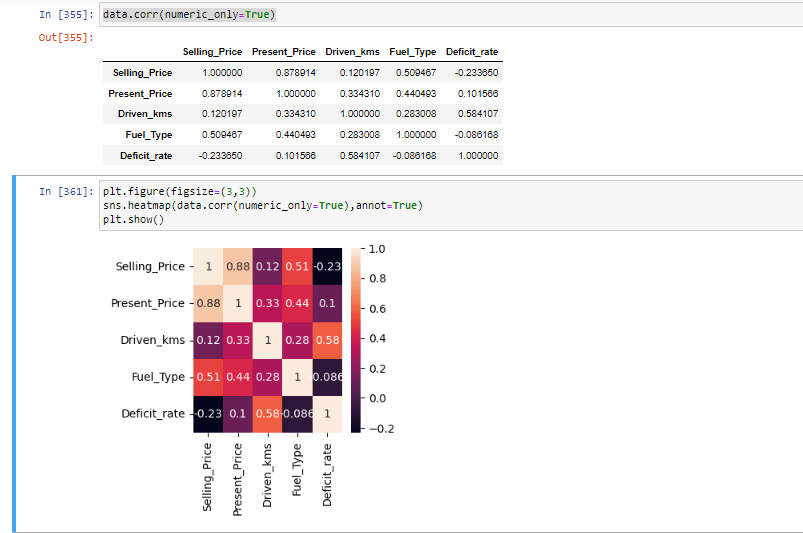 In [355]: data.corr(numeric_only=True)
Out[355]:
Selling_Price Present_Price Driven_kms Fuel_Type Deficit_rate
Selling_Price 1.000000 0.878914 0.120197 0.509467 -0.233650
Present_Price 0.878914 1.000000 0.334310 0.440493 0.101566
Driven_kms 0.120197 0.334310 1.000000 0.283008 0.584107
Fuel_Type 0.509467 0.440493 0.283008 1.000000 -0.086168
Deficit_rate -0.233650 0.101566 0.584107 -0.086168 1.000000
In [361]: plt.figure(figsize=(3,3))
sns.heatmap(data.corr(numeric_only=True),annot=True)
plt.show()
Selling_Price 1 0.88 0.12 0.51 -0.23
Present_Price 0.88 1 0.33 0.44 0.1
Driven_kms 0.12 0.33 1 0.28 0.58
Fuel_Type 0.51 0.44 0.28 1 0.086
Deficit_rate -0.23 0.1 0.58 -0.086 1
1.0
0.8
0.6
0.4
0.2
0.0
−0.2
Selling_Price
Present_Price
Driven_kms
Fuel_Type
Deficit_rate